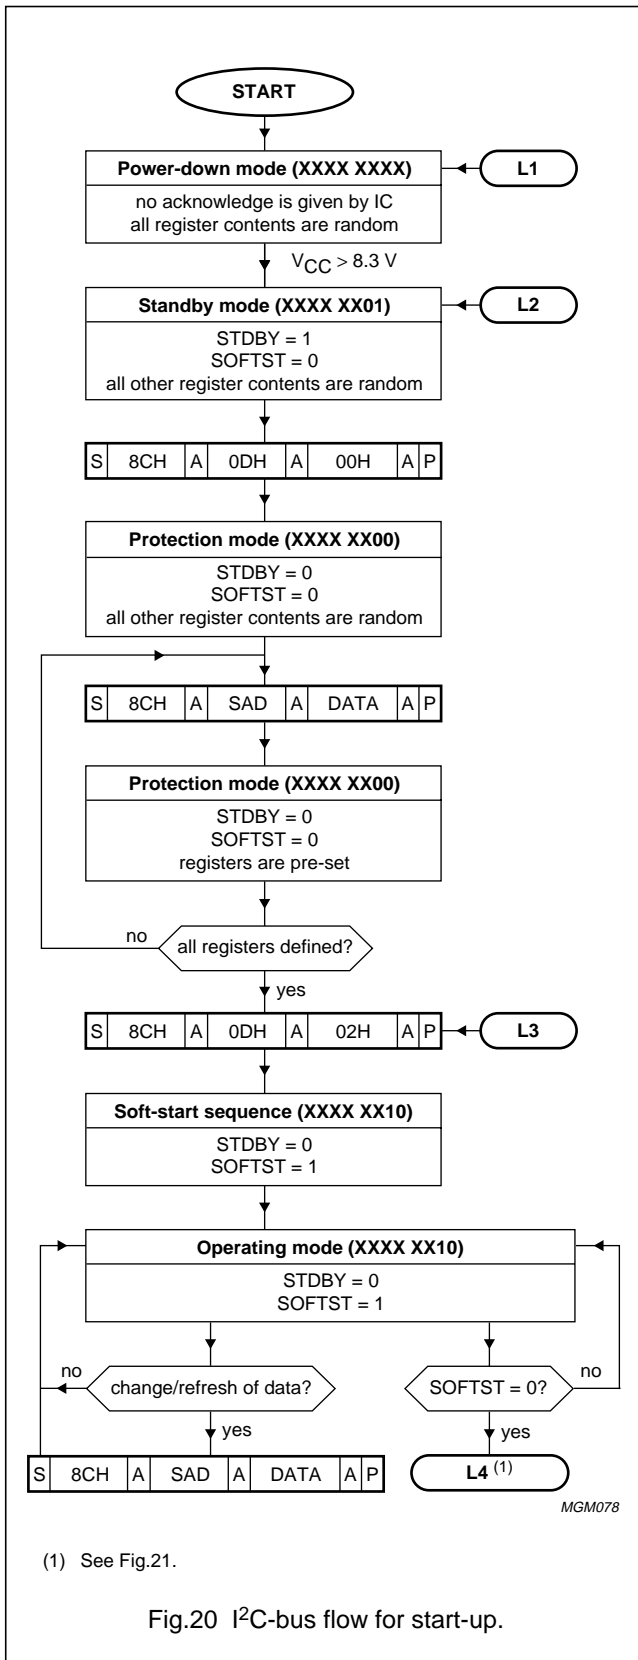 START
Power-down mode (XXXX XXXX)
L1
no acknowledge is given by IC
all register contents are random
VCC > 8.3 V
Standby mode (XXXX XX01)
L2
STDBY = 1
SOFTST = 0
all other register contents are random
S 8CH A 0DH A 00H A P
Protection mode (XXXX XX00)
STDBY = 0
SOFTST = 0
all other register contents are random
S 8CH A SAD A DATA A P
Protection mode (XXXX XX00)
STDBY = 0
SOFTST = 0
registers are pre-set
no
all registers defined?
yes
S 8CH A 0DH A 02H A P
L3
Soft-start sequence (XXXX XX10)
STDBY = 0
SOFTST = 1
Operating mode (XXXX XX10)
STDBY = 0
SOFTST = 1
no
change/refresh of data?
SOFTST = 0?
no
yes
yes
S 8CH A SAD A DATA A P
L4 (1)
MGM078
(1) See Fig.21.
Fig.20 I²C-bus flow for start-up.